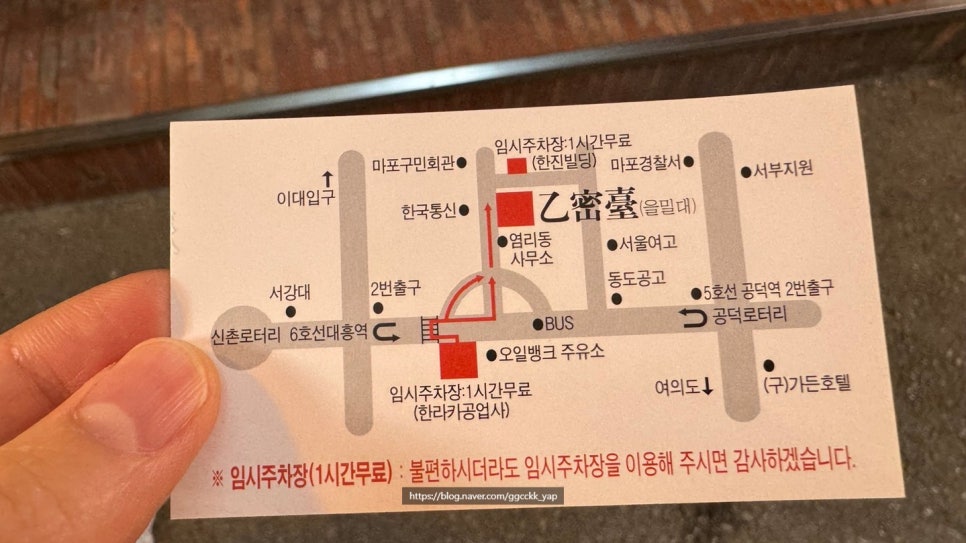 임시주차장:1시간무료
(한진빌딩)
마포구민회관
마포경찰서
서부지원
이대입구
한국통신
乙密臺(을밀대)
염리동
사무소
서울여고
서강대
2번출구
동도공고
5호선 공덕역 2번출구
신촌로터리 6호선대흥역
BUS
공덕로터리
오일뱅크 주유소
임시주차장:1시간무료
(한라카공업사)
여의도
(구)가든호텔
※ 임시주차장(1시간무료) : 불편하시더라도 임시주차장을 이용해 주시면 감사하겠습니다.
https://blog.naver.com/ggcckk_yap